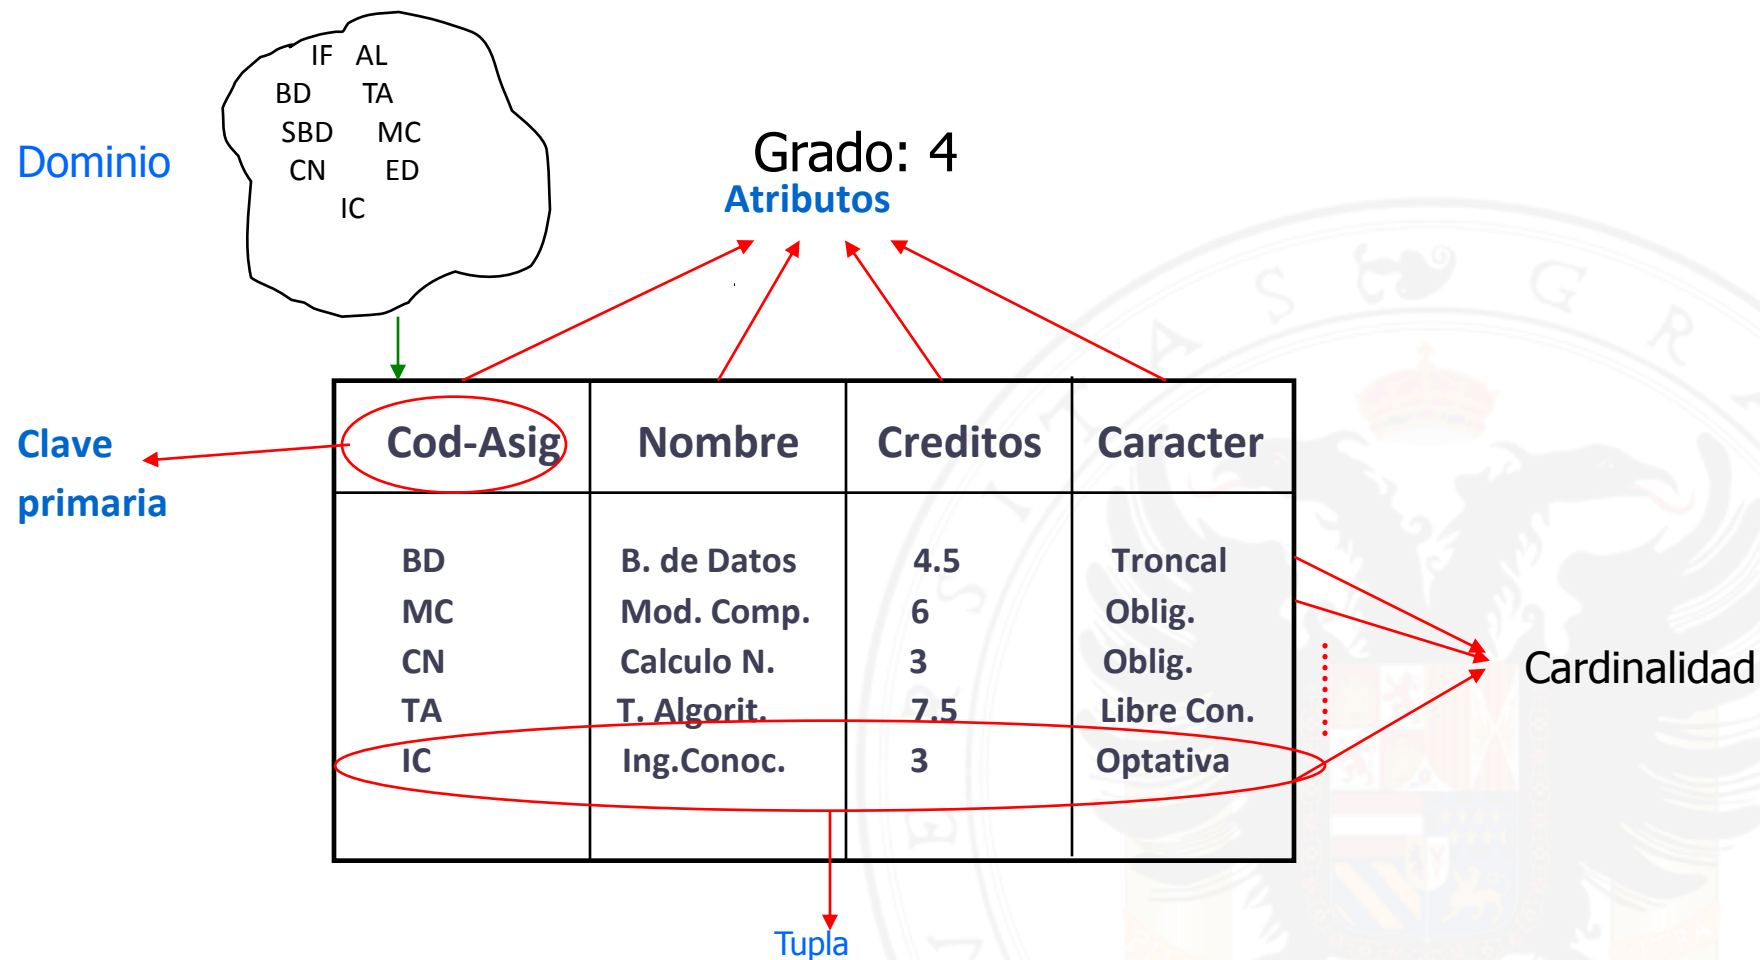 IF AL
BD TA
SBD MC
CN ED
IC
Dominio
Grado: 4
Atributos
Clave
primaria
Cod-Asig Nombre Creditos Caracter
BD B. de Datos 4.5 Troncal
MC Mod. Comp. 6 Oblig.
CN Calculo N. 3 Oblig.
TA T. Algorit. 7.5 Libre Con.
IC Ing.Conoc. 3 Optativa
Cardinalidad
Tupla